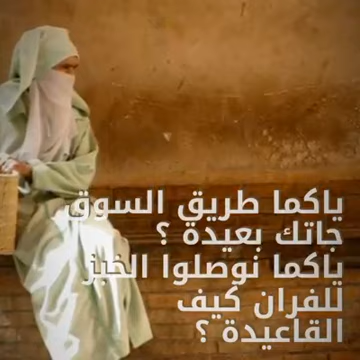 ياكما طريق السوق
جاتك بعيدة ؟
ياكما نوصلوا الخبز
للفران كيف
القاعيدة ؟